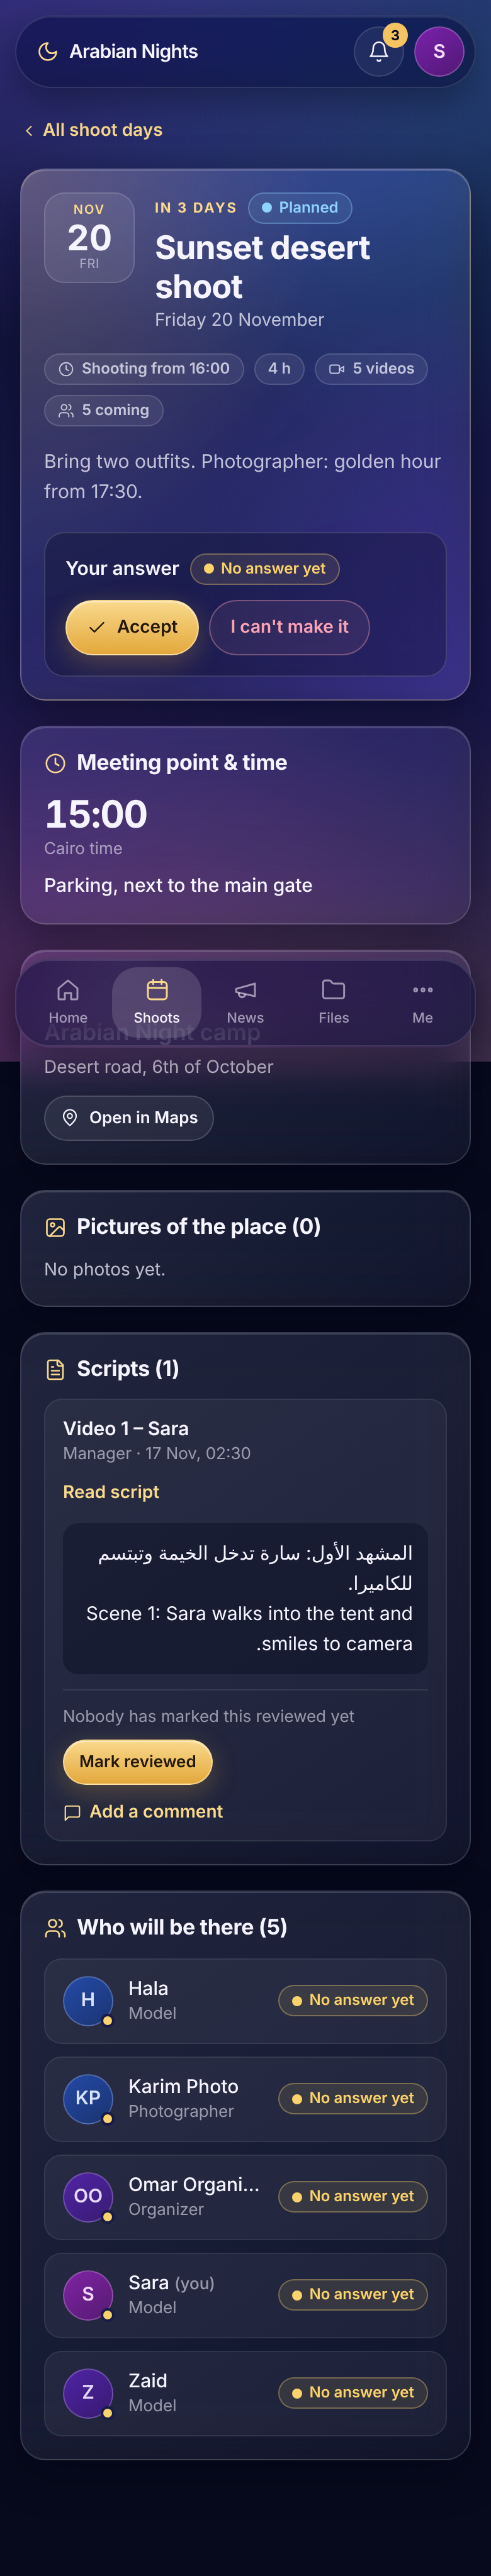 Arabian Nights
3
S
All shoot days
NOV
20
FRI
IN 3 DAYS
Planned
Sunset desert
shoot
Friday 20 November
Shooting from 16:00
4 h
5 videos
5 coming
Bring two outfits. Photographer: golden hour
from 17:30.
Your answer
No answer yet
Accept
I can't make it
Meeting point & time
15:00
Cairo time
Parking, next to the main gate
Home
Shoots
News
Files
Me
Arabian Night camp
Desert road, 6th of October
Open in Maps
Pictures of the place (0)
No photos yet.
Scripts (1)
Video 1 – Sara
Manager · 17 Nov, 02:30
Read script
المشهد الأول: سارة تدخل الخيمة وتبتسم
للكاميرا.
Scene 1: Sara walks into the tent and
.smiles to camera
Nobody has marked this reviewed yet
Mark reviewed
Add a comment
Who will be there (5)
H
Hala
Model
No answer yet
KP
Karim Photo
Photographer
No answer yet
OO
Omar Organi...
Organizer
No answer yet
S
Sara (you)
Model
No answer yet
Z
Zaid
Model
No answer yet